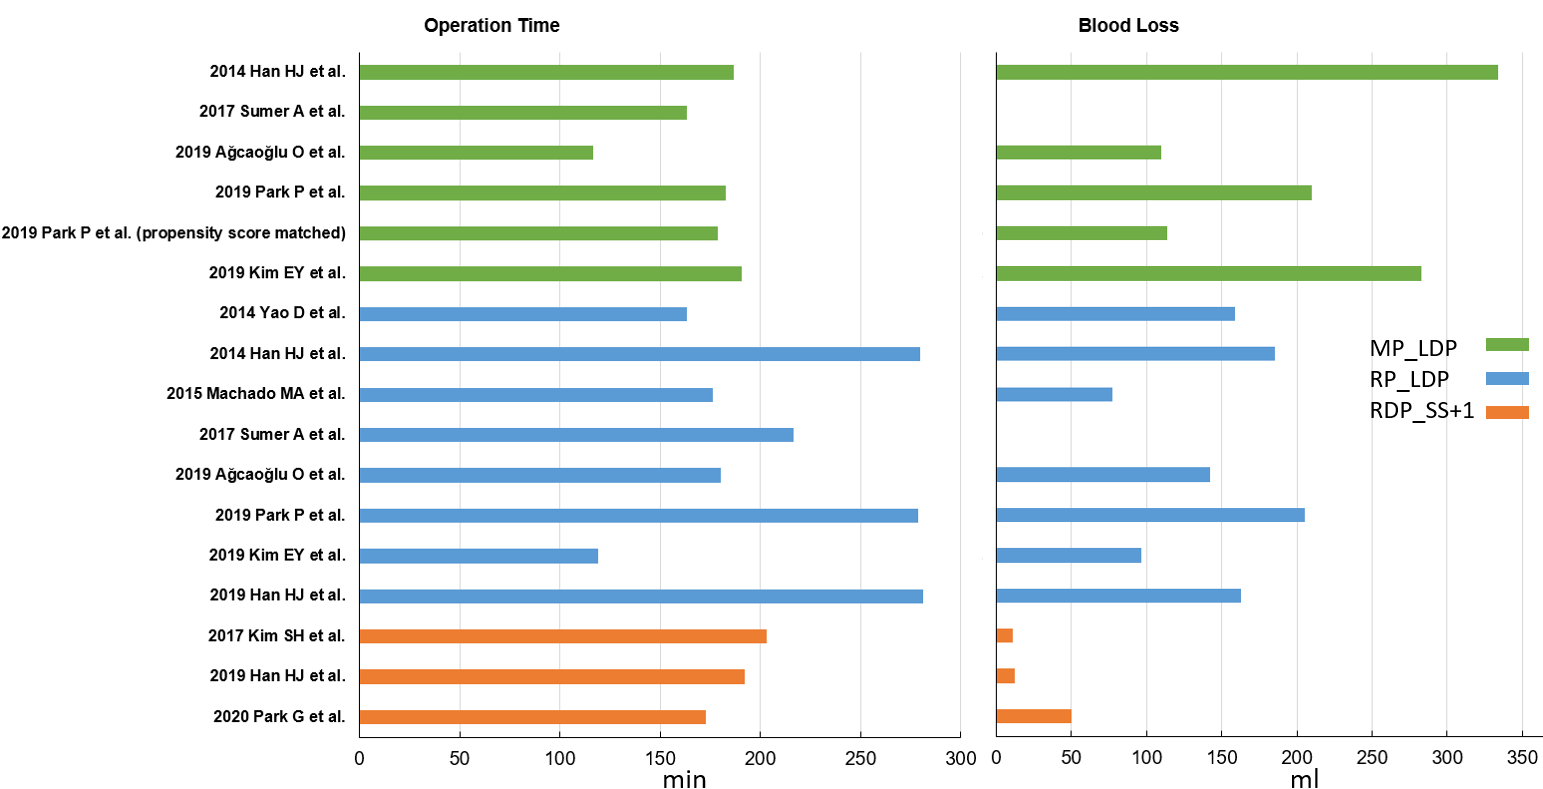 Operation Time
Blood Loss
2014 Han HJ et al.
2017 Sumer A et al.
2019 Ağcaoğlu O et al.
2019 Park P et al.
2019 Park P et al. (propensity score matched)
2019 Kim EY et al.
2014 Yao D et al.
2014 Han HJ et al.
2015 Machado MA et al.
2017 Sumer A et al.
2019 Ağcaoğlu O et al.
2019 Park P et al.
2019 Kim EY et al.
2019 Han HJ et al.
2017 Kim SH et al.
2019 Han HJ et al.
2020 Park G et al.
MP_LDP
RP_LDP
RDP_SS+1
0 50 100 150 200 250 300
min
0 50 100 150 200 250 300 350
ml